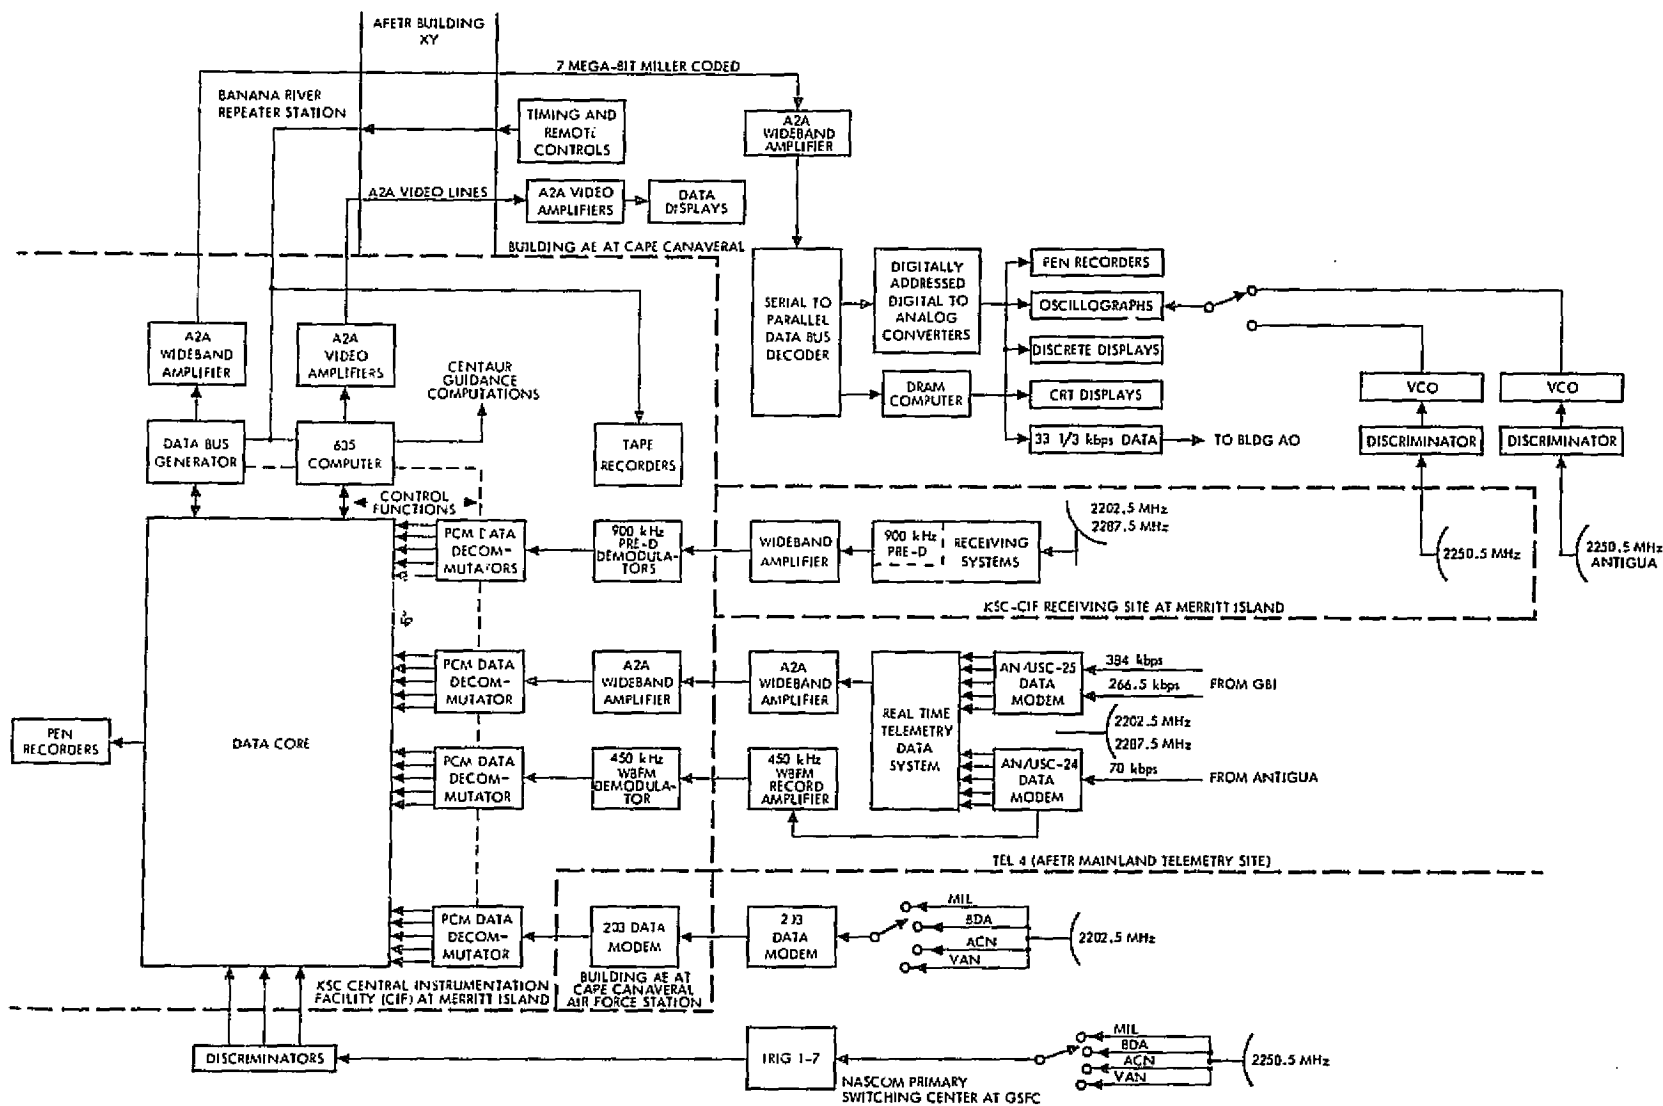 AFETR BUILDING
XY
7 MEGA-BIT MILLER CODED
BANANA RIVER
REPEATER STATION
TIMING AND
REMOTE
CONTROLS
A2A
WIDEBAND
AMPLIFIER
A2A VIDEO LINES
A2A VIDEO
AMPLIFIERS
DATA
DISPLAYS
BUILDING AE AT CAPE CANAVERAL
SERIAL TO
PARALLEL
DATA BUS
DECODER
DIGITALLY
ADDRESSED
DIGITAL TO
ANALOG
CONVERTERS
DRAM
COMPUTER
PEN RECORDERS
OSCILLOGRAPHS
DISCRETE DISPLAYS
CRT DISPLAYS
33 1/3 kbps DATA
TO BLDG AO
VCO
VCO
DISCRIMINATOR
DISCRIMINATOR
A2A
WIDEBAND
AMPLIFIER
A2A
VIDEO
AMPLIFIERS
CENTAUR
GUIDANCE
COMPUTATIONS
DATA BUS
GENERATOR
635
COMPUTER
TAPE
RECORDERS
CONTROL
FUNCTIONS
PCM DATA
DECOM-
MUTATORS
900 kHz
PRE-D
DEMODULA-
TORS
WIDEBAND
AMPLIFIER
900 kHz
PRE-D
RECEIVING
SYSTEMS
2202.5 MHz
2287.5 MHz
2250.5 MHz
2250.5 MHz
ANTIGUA
KSC-CIF RECEIVING SITE AT MERRITT ISLAND
PCM DATA
DECOM-
MUTATOR
A2A
WIDEBAND
AMPLIFIER
A2A
WIDEBAND
AMPLIFIER
REAL TIME
TELEMETRY
DATA
SYSTEM
AN/USC-25
DATA
MODEM
384 kbps
266.5 kbps
FROM GBI
2202.5 MHz
2287.5 MHz
PEN
RECORDERS
DATA CORE
PCM DATA
DECOM-
MUTATOR
450 kHz
WBFM
DEMODULA-
TOR
450 kHz
WBFM
RECORD
AMPLIFIER
AN/USC-24
DATA
MODEM
70 kbps
FROM ANTIGUA
TEL 4 (AFETR MAINLAND TELEMETRY SITE)
PCM DATA
DECOM-
MUTATOR
203 DATA
MODEM
203
DATA
MODEM
MIL
BDA
ACN
VAN
2202.5 MHz
KSC CENTRAL INSTRUMENTATION
FACILITY (CIF) AT MERRITT ISLAND
BUILDING AE AT
CAPE CANAVERAL
AIR FORCE STATION
DISCRIMINATORS
IRIG 1-7
MIL
BDA
ACN
VAN
2250.5 MHz
NASCOM PRIMARY
SWITCHING CENTER AT GSFC